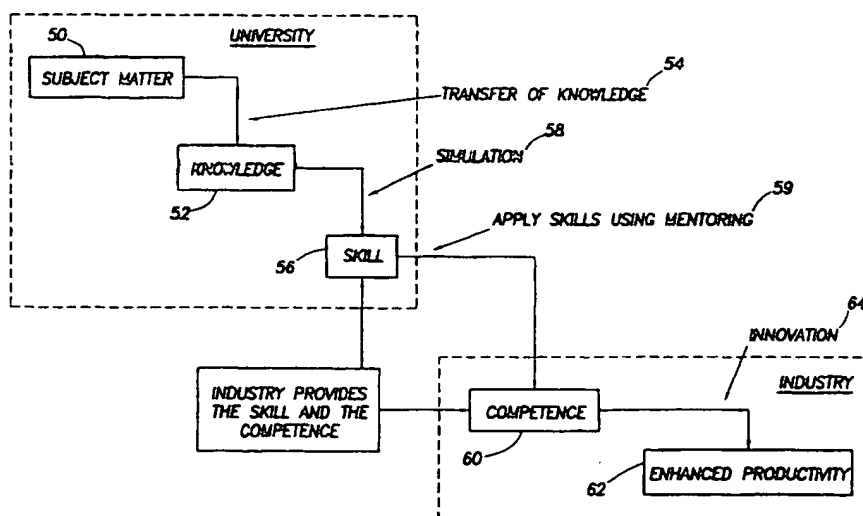 50
UNIVERSITY
SUBJECT MATTER
TRANSFER OF KNOWLEDGE
54
KNOWLEDGE
52
SIMULATION
58
APPLY SKILLS USING MENTORING
59
56
SKILL
INNOVATION
64
INDUSTRY PROVIDES
THE SKILL AND THE
COMPETENCE
INDUSTRY
COMPETENCE
60
62
ENHANCED PRODUCTIVITY